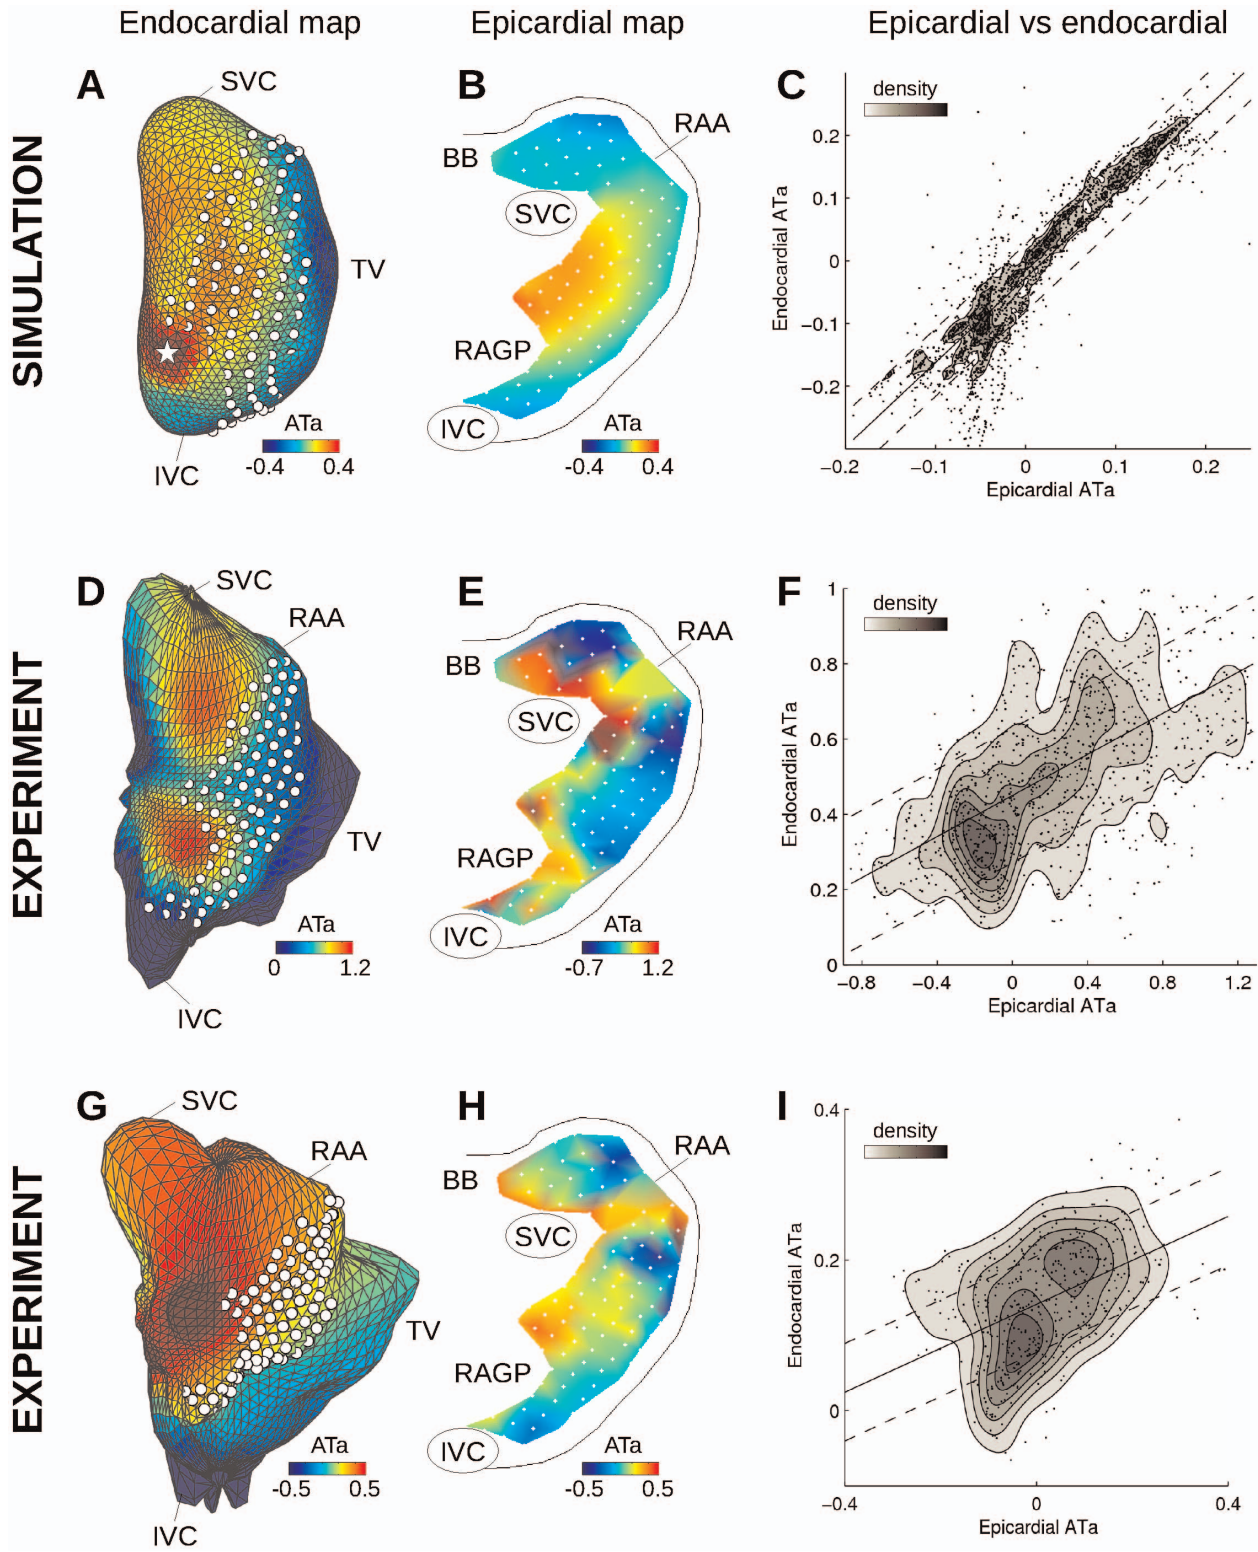 Endocardial map
Epicardial map
Epicardial vs endocardial
SIMULATION
A
SVC
TV
IVC
ATa
-0.4 0.4
B
BB
RAA
SVC
RAGP
IVC
ATa
-0.4 0.4
C
density
0.2
0.1
0
−0.1
−0.2
Endocardial ATa
−0.2 −0.1 0 0.1 0.2
Epicardial ATa
EXPERIMENT
D
SVC
RAA
TV
IVC
ATa
0 1.2
E
BB
RAA
SVC
RAGP
IVC
ATa
-0.7 1.2
F
density
1
0.8
0.6
0.4
0.2
0
Endocardial ATa
−0.8 −0.4 0 0.4 0.8 1.2
Epicardial ATa
EXPERIMENT
G
SVC
RAA
TV
IVC
ATa
-0.5 0.5
H
BB
RAA
SVC
RAGP
IVC
ATa
-0.5 0.5
I
density
0.4
0.2
0
Endocardial ATa
−0.4 0 0.4
Epicardial ATa